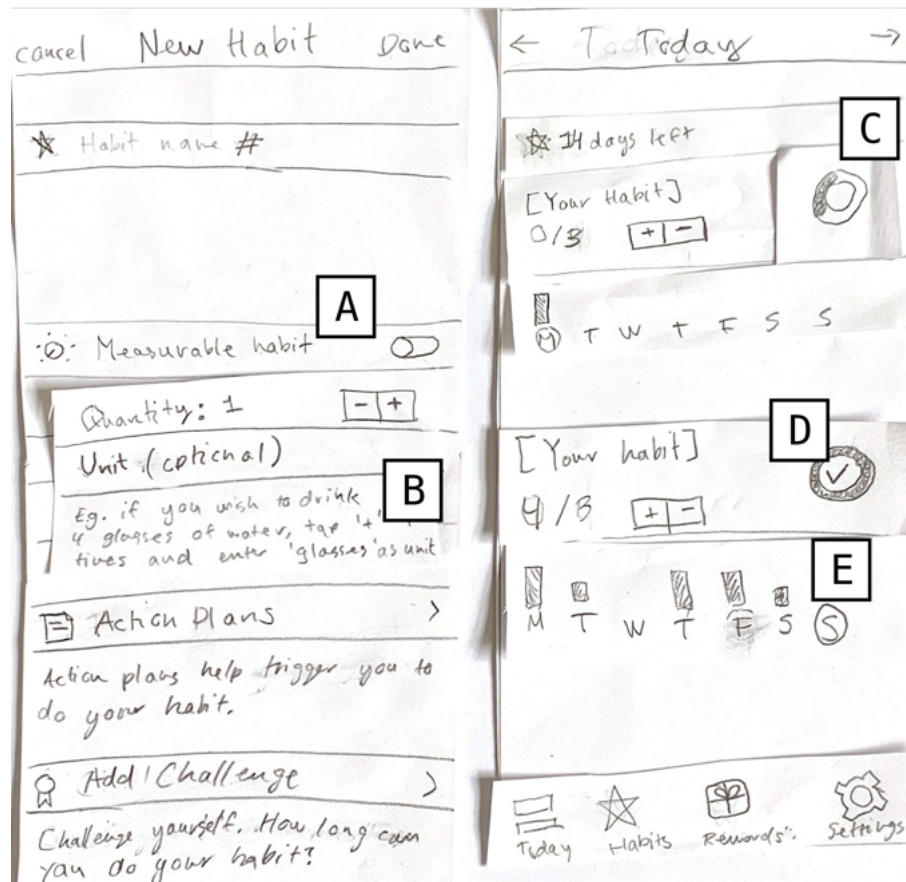 cancel New Habit Done
Habit name #
A
Measurable habit
Quantity: 1 - +
Unit (optional)
B
Eg. if you wish to drink
4 glasses of water, tap '+'
times and enter 'glasses' as unit
Action Plans >
Action plans help trigger you to
do your habit.
Add Challenge >
Challenge yourself. How long can
you do your habit?
← Today →
C
14 days left
[Your Habit]
0/3 + -
M T W T F S S
D
[Your habit]
/3 + -
E
M T W T F S S
Today Habits Rewards Settings